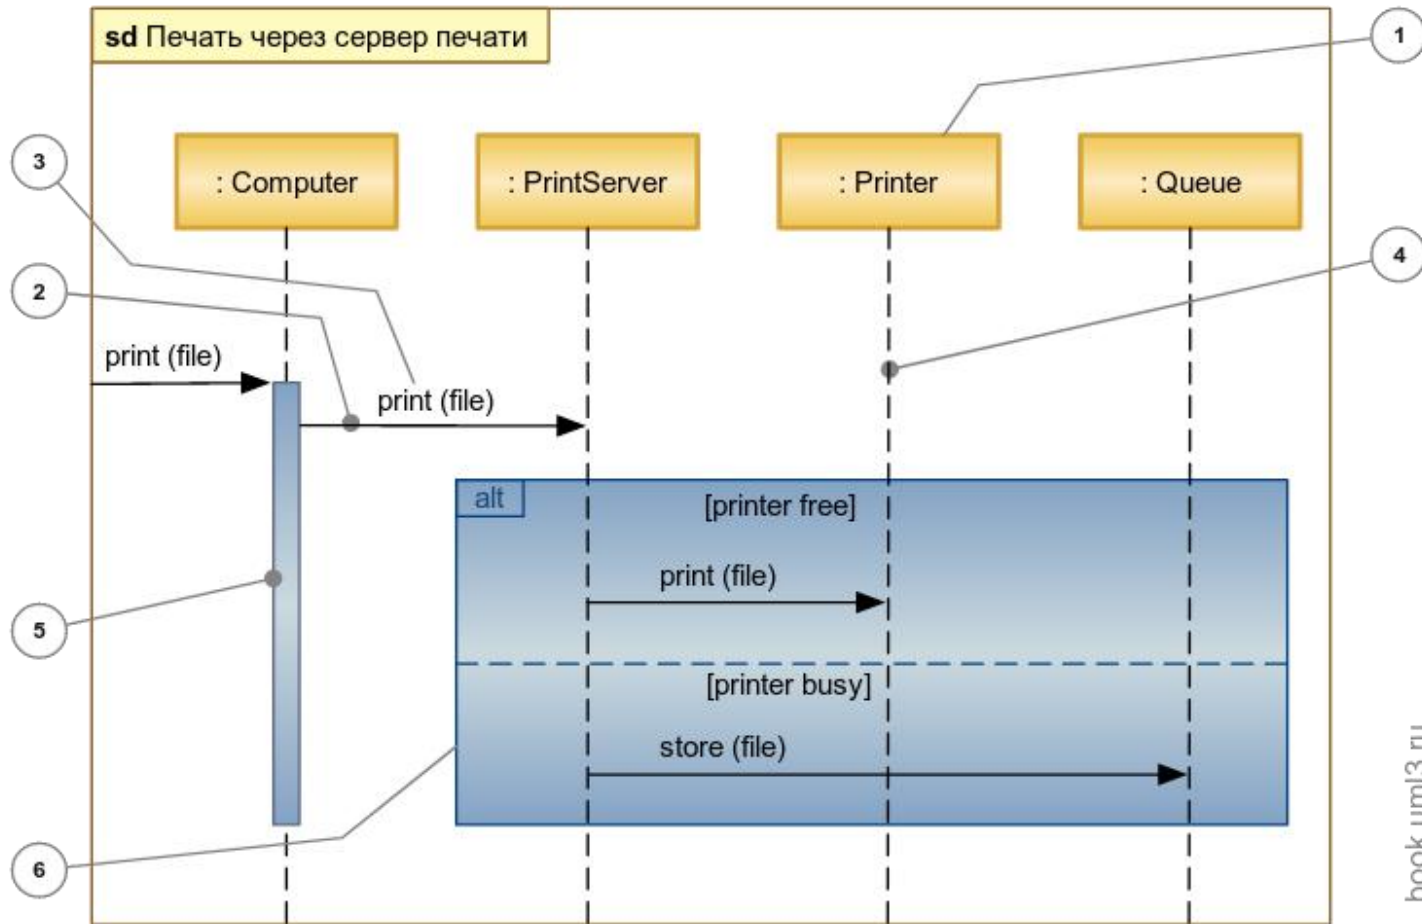 sd Печать через сервер печати
1
3
: Computer
: PrintServer
: Printer
: Queue
4
2
print (file)
print (file)
alt
[printer free]
print (file)
5
[printer busy]
store (file)
6
book.uml3.ru